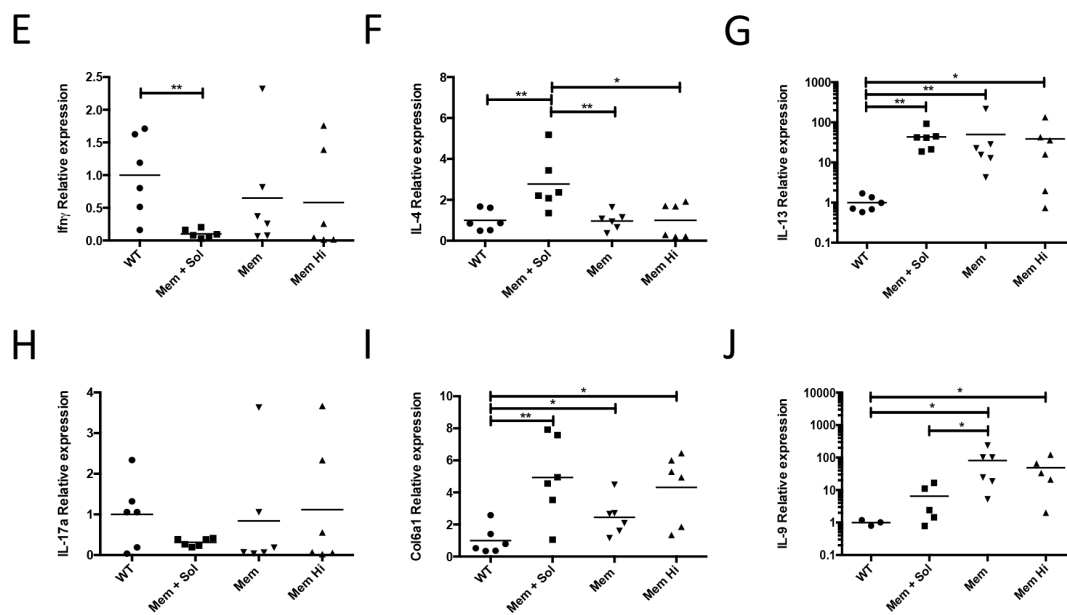 E
F
G
Ifnγ Relative expression
2.5
2.0
1.5
1.0
0.5
0.0
**
WT
Mem + Sol
Mem
Mem Hi
IL-4 Relative expression
8
6
4
2
0
**
*
**
WT
Mem + Sol
Mem
Mem Hi
IL-13 Relative expression
1000
100
10
1
0.1
*
**
**
WT
Mem + Sol
Mem
Mem Hi
H
I
J
IL-17a Relative expression
4
3
2
1
0
WT
Mem + Sol
Mem
Mem Hi
Col6a1 Relative expression
10
8
6
4
2
0
*
*
**
WT
Mem + Sol
Mem
Mem Hi
IL-9 Relative expression
10000
1000
100
10
1
0.1
*
*
*
WT
Mem + Sol
Mem
Mem Hi